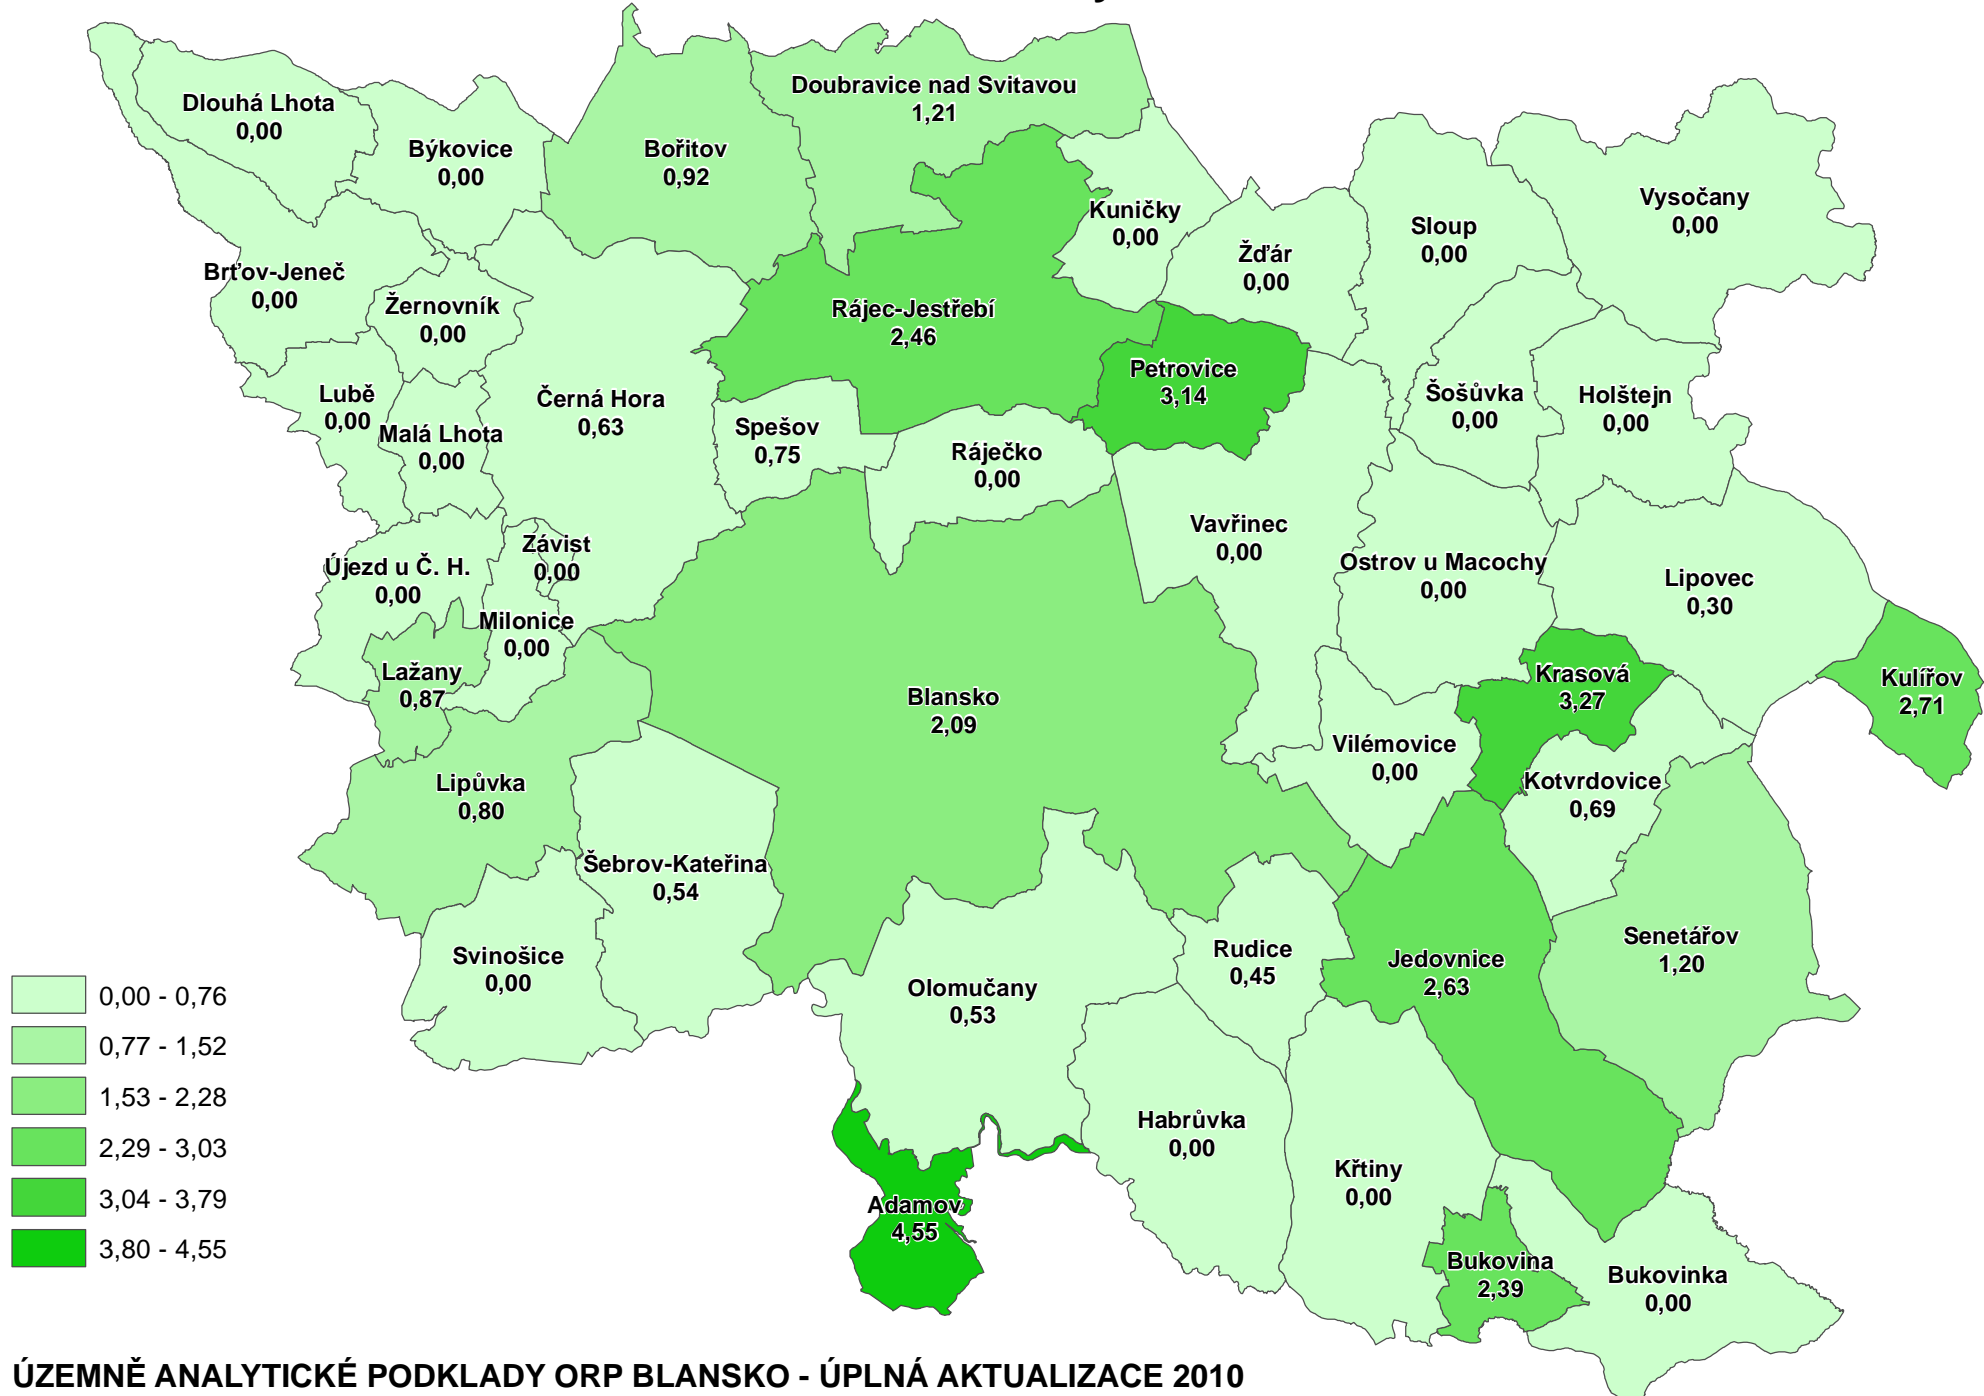 Doubravice nad Svitavou
1,21
Dlouhá Lhota
0,00
Býkovice
0,00
Bořitov
0,92
Kuničky
0,00
Vysočany
0,00
Sloup
0,00
Žďár
0,00
Brťov-Jeneč
0,00
Žernovník
0,00
Rájec-Jestřebí
2,46
Petrovice
3,14
Lubě
0,00
Malá Lhota
0,00
Černá Hora
0,63
Spešov
0,75
Ráječko
0,00
Šošůvka
0,00
Holštejn
0,00
Vavřinec
0,00
Závist
0,00
Újezd u Č. H.
0,00
Ostrov u Macochy
0,00
Lipovec
0,30
Milonice
0,00
Lažany
0,87
Blansko
2,09
Krasová
3,27
Kulířov
2,71
Vilémovice
0,00
Kotvrdovice
0,69
Lipůvka
0,80
Šebrov-Kateřina
0,54
Svinošice
0,00
Olomučany
0,53
Rudice
0,45
Jedovnice
2,63
Senetářov
1,20
Habrůvka
0,00
Křtiny
0,00
Adamov
4,55
Bukovina
2,39
Bukovinka
0,00
0,00 - 0,76
0,77 - 1,52
1,53 - 2,28
2,29 - 3,03
3,04 - 3,79
3,80 - 4,55
ÚZEMNĚ ANALYTICKÉ PODKLADY ORP BLANSKO - ÚPLNÁ AKTUALIZACE 2010